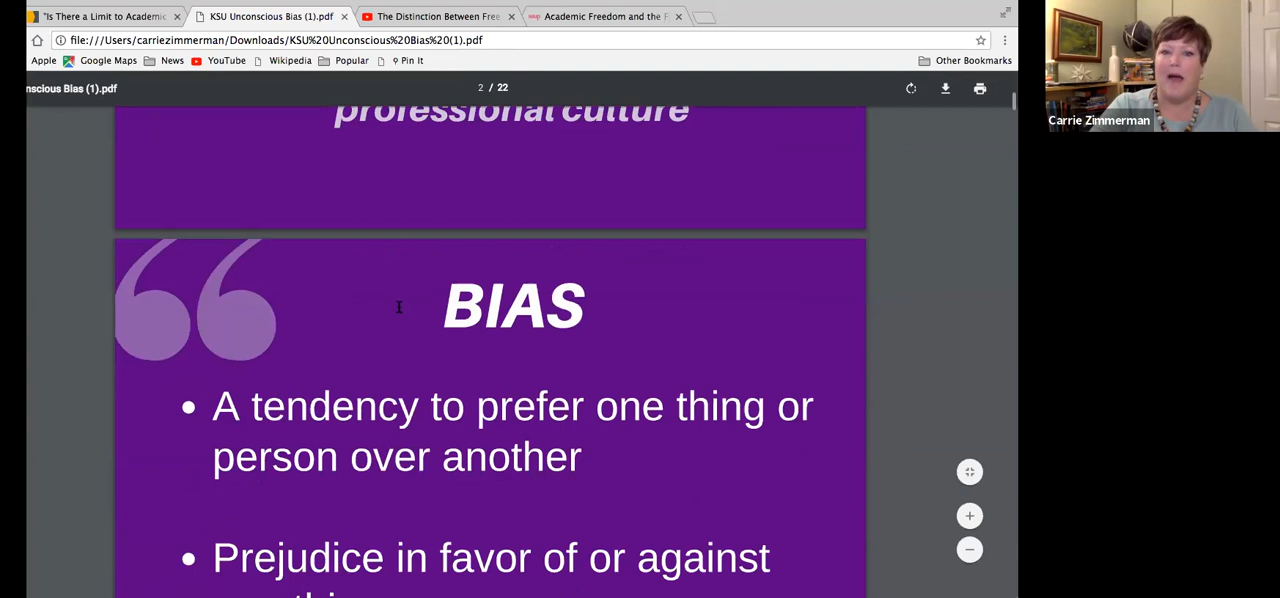 "Is There a Limit to Academic
KSU Unconscious Bias (1).pdf
The Distinction Between Free
Academic Freedom and the F
file:///Users/carriezimmerman/Downloads/KSU%20Unconscious%20Bias%20(1).pdf
Apple Google Maps News YouTube Wikipedia Popular Pin It Other Bookmarks
nscious Bias (1).pdf
2 / 22
professional culture
Carrie Zimmerman
BIAS
• A tendency to prefer one thing or
person over another
• Prejudice in favor of or against